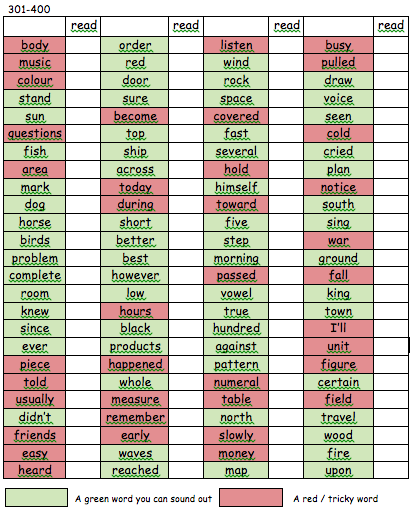 301-400
read read read read
body order listen busy
music red wind pulled
colour door rock draw
stand sure space voice
sun become covered seen
questions top fast cold
fish ship several cried
area across hold plan
mark today himself notice
dog during toward south
horse short five sing
birds better step war
problem best morning ground
complete however passed fall
room low vowel king
knew hours true town
since black hundred I'll
ever products against unit
piece happened pattern figure
told whole numeral certain
usually measure table field
didn't remember north travel
friends early slowly wood
easy waves money fire
heard reached map upon
A green word you can sound out A red / tricky word